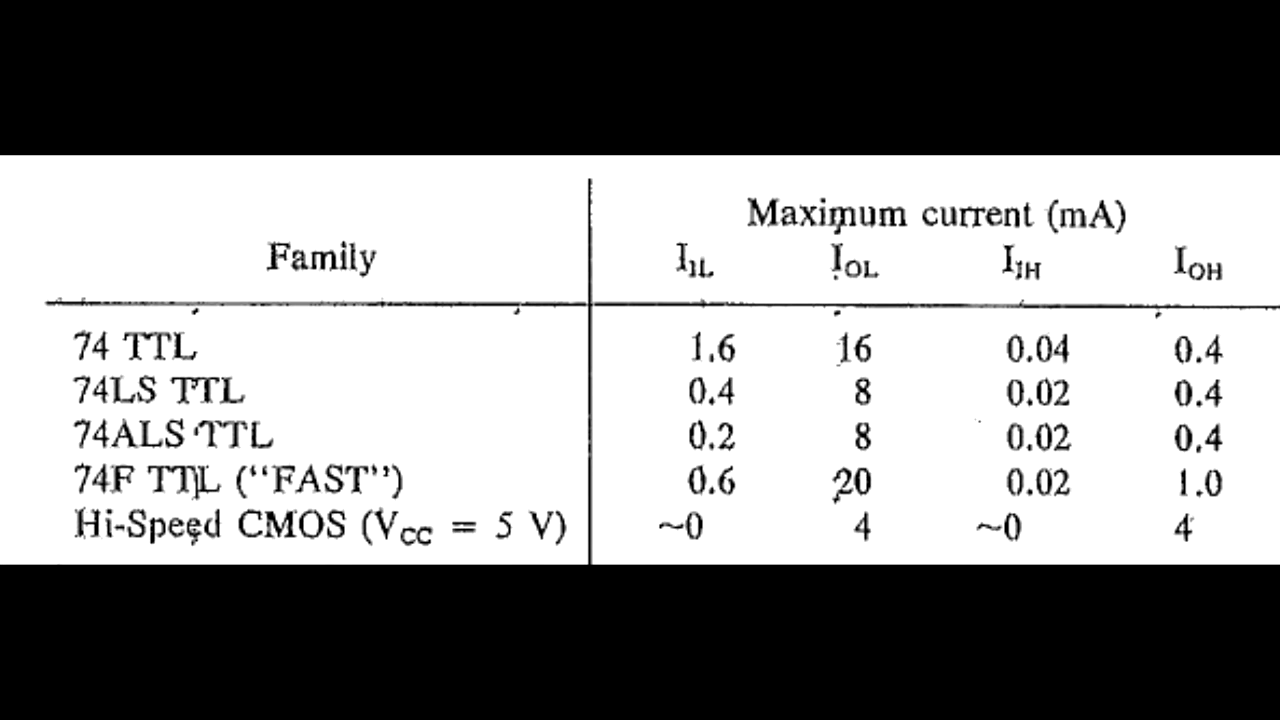 Maximum current (mA)
Family I_IL I_OL I_IH I_OH
74 TTL 1.6 16 0.04 0.4
74LS TTL 0.4 8 0.02 0.4
74ALS TTL 0.2 8 0.02 0.4
74F TTL (“FAST”) 0.6 20 0.02 1.0
Hi-Speed CMOS (V_CC = 5 V) ~0 4 ~0 4